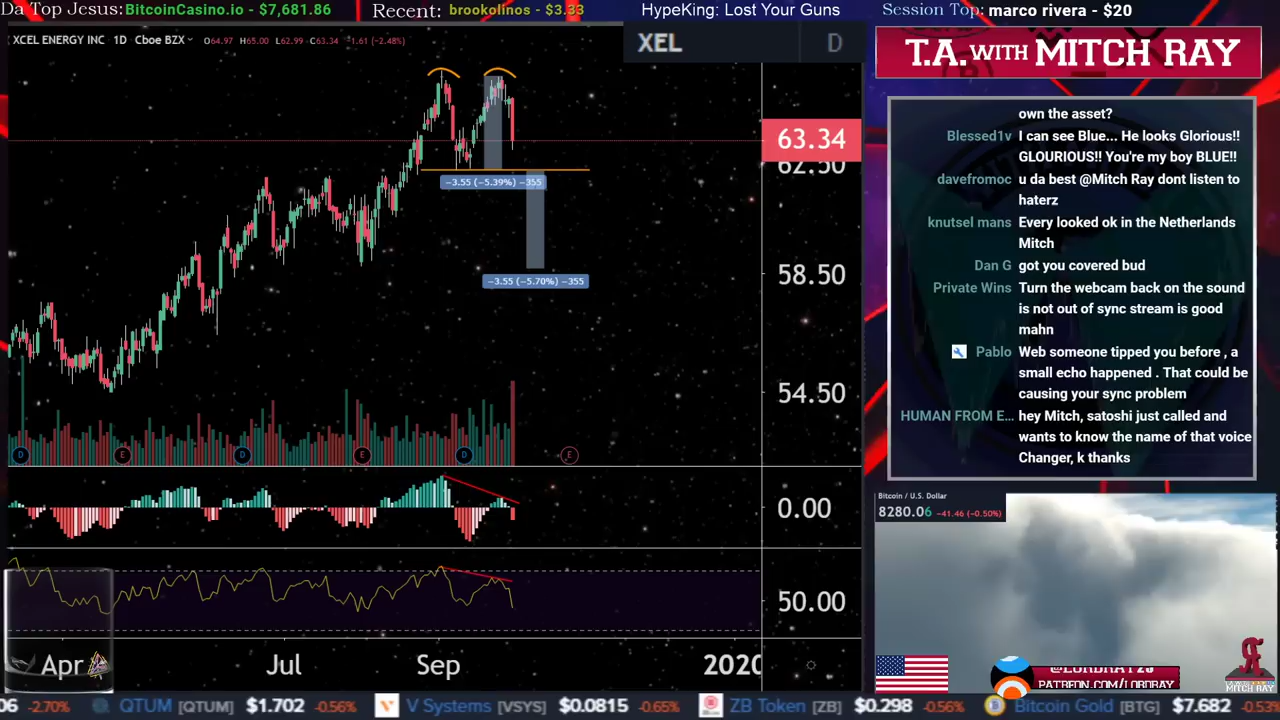 Da Top Jesus:BitcoinCasino.io - $7,681.86
Recent: brookolinos - $3.33
HypeKing: Lost Your Guns
Session Top: marco rivera - $20
XCEL ENERGY INC 1D Cboe BZX O64.97 H65.00 L62.99 C63.34 -1.61 (-2.48%)
XEL D
T.A. WITH MITCH RAY
63.34
62.50
-3.55 (-5.39%) -355
-3.55 (-5.70%) -355
58.50
54.50
D E D E D E
0.00
50.00
Apr Jul Sep 2020
own the asset?
Blessed1v I can see Blue... He looks Glorious!!
GLOURIOUS!! You're my boy BLUE!!
davefromoc u da best @Mitch Ray dont listen to
haterz
knutsel mans Every looked ok in the Netherlands
Mitch
Dan G got you covered bud
Private Wins Turn the webcam back on the sound
is not out of sync stream is good
mahn
Pablo Web someone tipped you before , a
small echo happened . That could be
causing your sync problem
HUMAN FROM E... hey Mitch, satoshi just called and
wants to know the name of that voice
Changer, k thanks
Bitcoin / U.S. Dollar
8280.06 -41.46 (-0.50%)
PATREON.COM/LORDRAY
MITCH RAY
06 -2.70% QTUM [QTUM] $1.702 -0.56% V Systems [VSYS] $0.0815 -0.65% ZB Token [ZB] $0.298 -0.56% Bitcoin Gold [BTG] $7.682 -0.53%